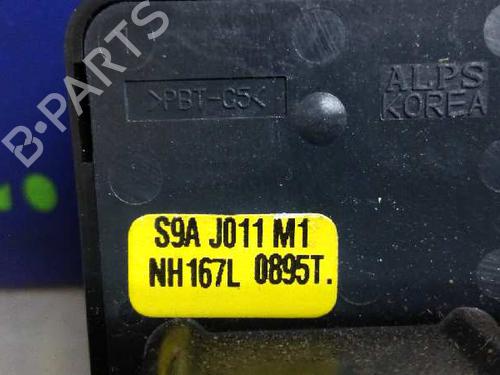 B-PARTS
>PBT-G5<
ALPS
KOREA
S9A J011 M1
NH167L 0895T.